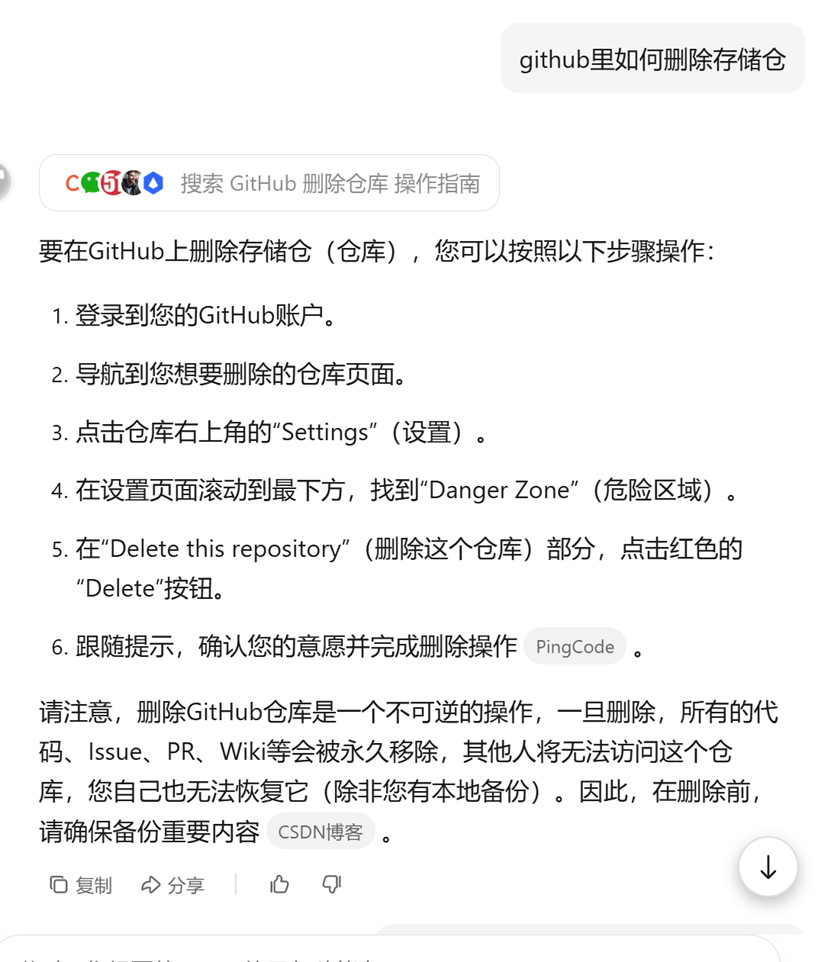 github里如何删除存储仓
搜索 GitHub 删除仓库 操作指南
要在GitHub上删除存储仓（仓库），您可以按照以下步骤操作：
1. 登录到您的GitHub账户。
2. 导航到您想要删除的仓库页面。
3. 点击仓库右上角的“Settings”（设置）。
4. 在设置页面滚动到最下方，找到“Danger Zone”（危险区域）。
5. 在“Delete this repository”（删除这个仓库）部分，点击红色的
“Delete”按钮。
6. 跟随提示，确认您的意愿并完成删除操作 PingCode 。
请注意，删除GitHub仓库是一个不可逆的操作，一旦删除，所有的代
码、Issue、PR、Wiki等会被永久移除，其他人将无法访问这个仓
库，您自己也无法恢复它（除非您有本地备份）。因此，在删除前，
请确保备份重要内容 CSDN博客 。
复制 分享